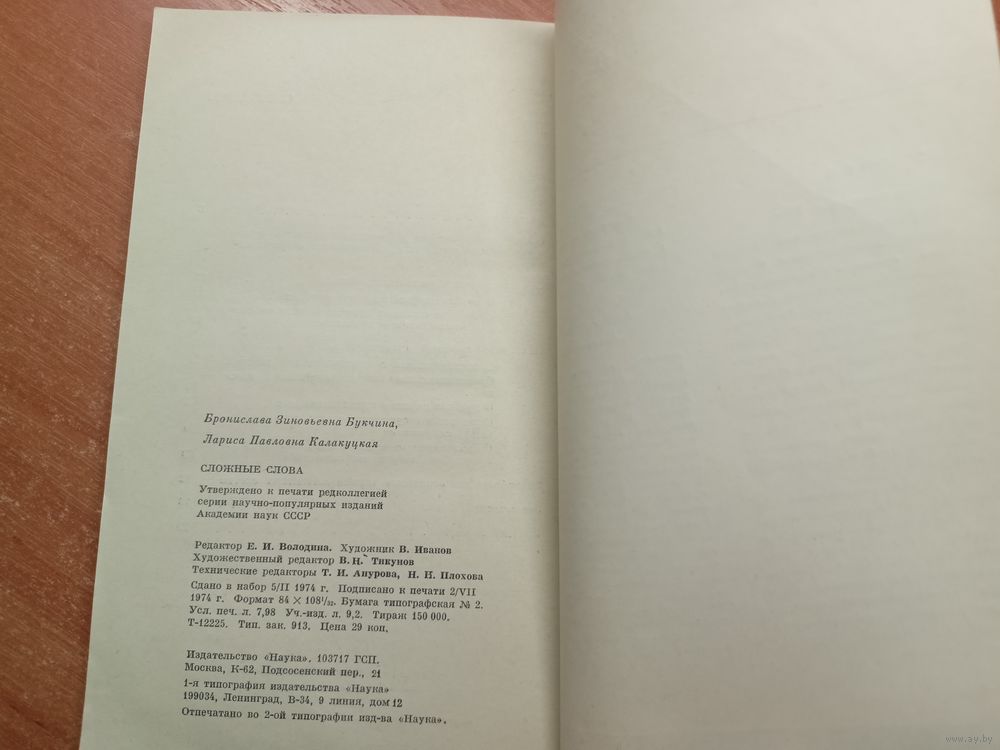 Бронислава Зиновьевна Букчина,
Лариса Павловна Калакуцкая
СЛОЖНЫЕ СЛОВА
Утверждено к печати редколлегией
серии научно-популярных изданий
Академии наук СССР
Редактор Е. И. Володина. Художник В. Иванов
Художественный редактор В. Н. Тикунов
Технические редакторы Т. И. Анурова, Н. И. Плохова
Сдано в набор 5/II 1974 г. Подписано к печати 2/VII
1974 г. Формат 84 × 108¹/₃₂. Бумага типографская № 2.
Усл. печ. л. 7,98 Уч.-изд. л. 9,2. Тираж 150 000.
Т-12225. Тип. зак. 913. Цена 29 коп.
Издательство «Наука». 103717 ГСП.
Москва, К-62, Подсосенский пер., 21
1-я типография издательства «Наука»
199034, Ленинград, В-34, 9 линия, дом 12
Отпечатано во 2-ой типографии изд-ва «Наука».
www.ay.by